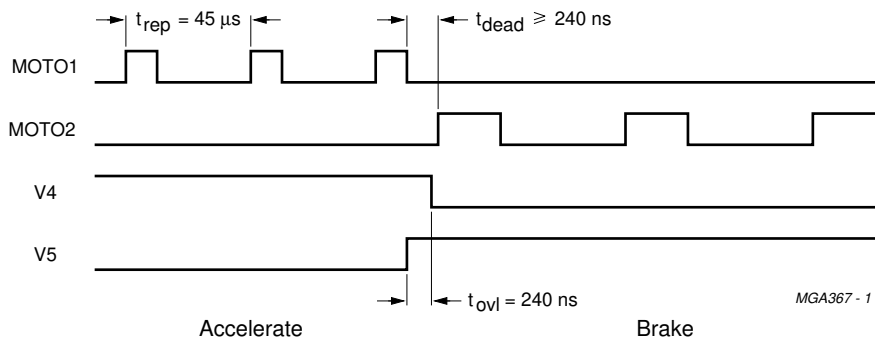 t_rep = 45 μs
t_dead ≥ 240 ns
MOTO1
MOTO2
V4
V5
t_ovl = 240 ns
MGA367 - 1
Accelerate
Brake